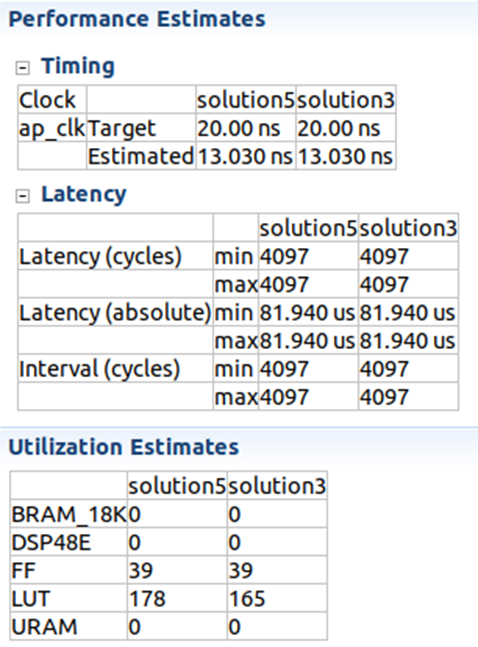 Performance Estimates
Timing
Clock solution5 solution3
ap_clk Target 20.00 ns 20.00 ns
Estimated 13.030 ns 13.030 ns
Latency
solution5 solution3
Latency (cycles) min 4097 4097
max 4097 4097
Latency (absolute) min 81.940 us 81.940 us
max 81.940 us 81.940 us
Interval (cycles) min 4097 4097
max 4097 4097
Utilization Estimates
solution5 solution3
BRAM_18K 0 0
DSP48E 0 0
FF 39 39
LUT 178 165
URAM 0 0